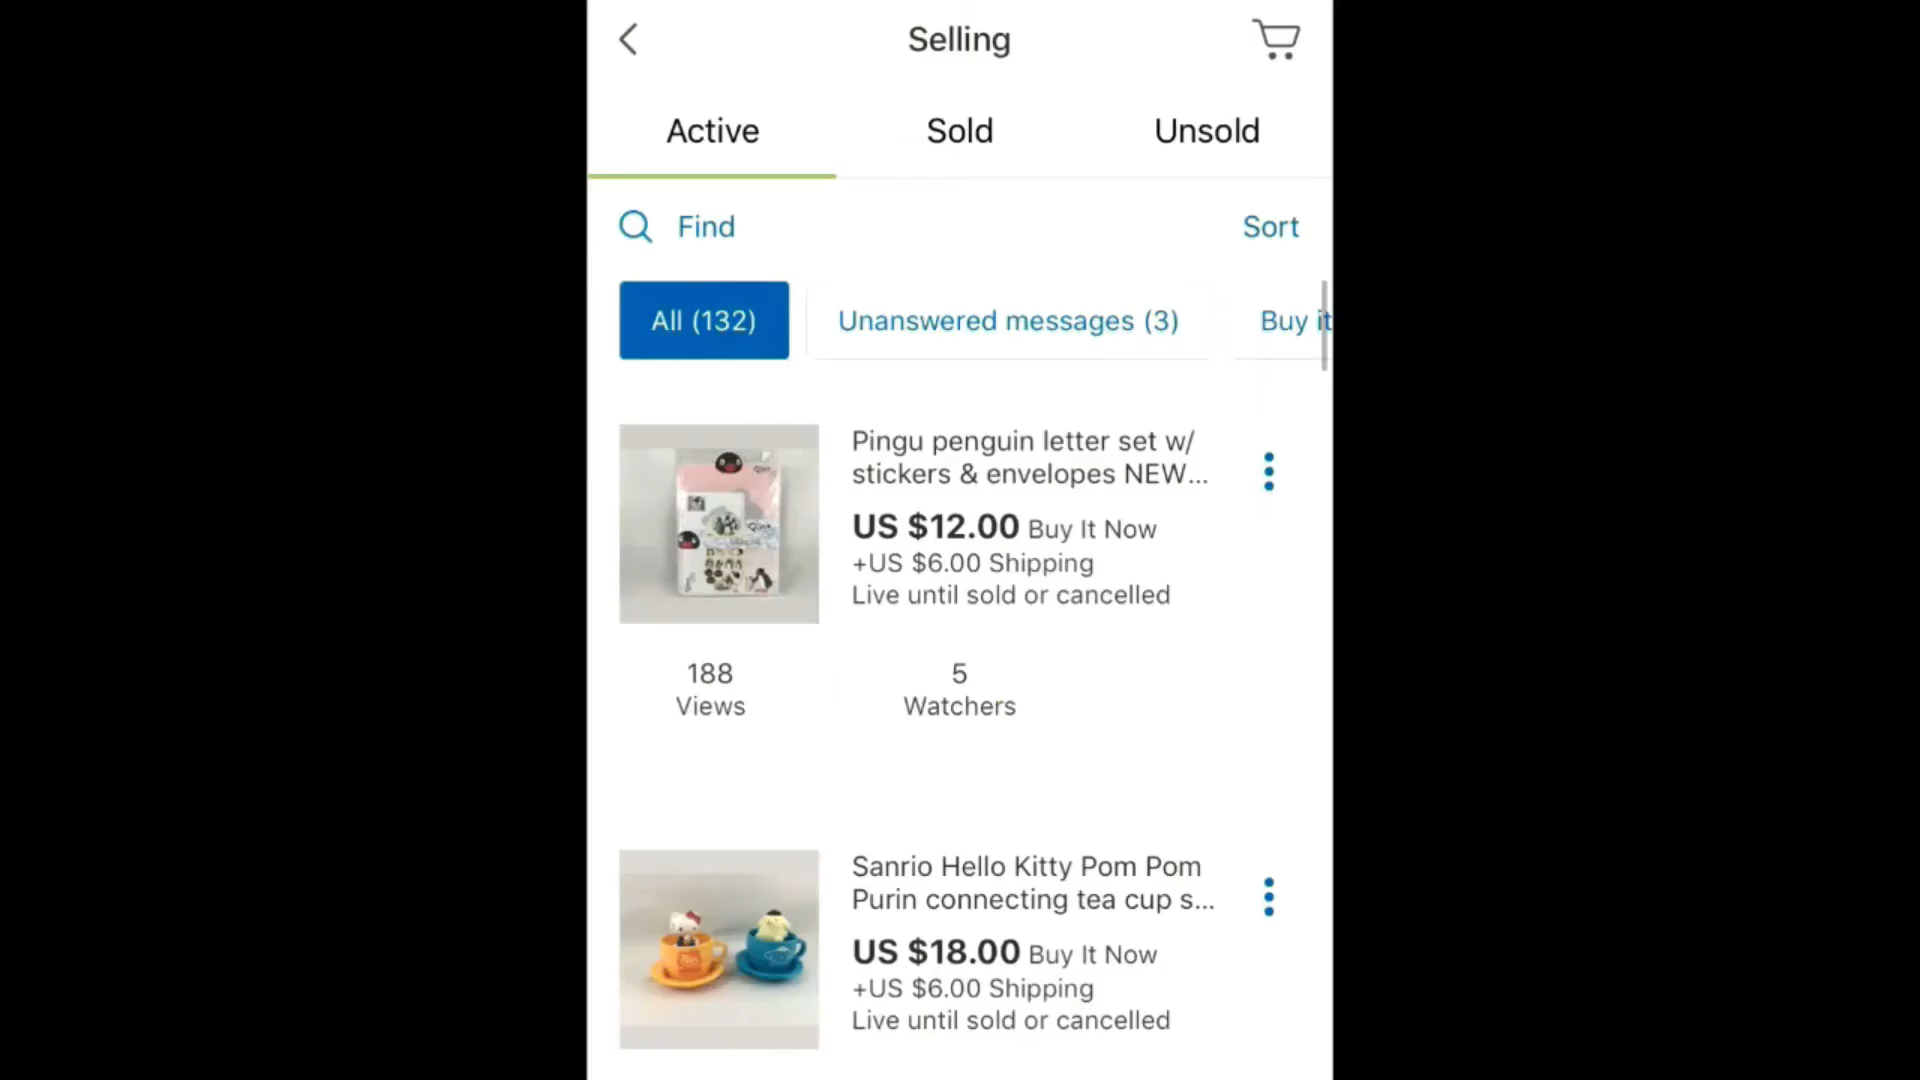 Selling
Active
Sold
Unsold
Find
Sort
All (132)
Unanswered messages (3)
Buy it
Pingu penguin letter set w/
stickers & envelopes NEW...
US $12.00 Buy It Now
+US $6.00 Shipping
Live until sold or cancelled
188
Views
5
Watchers
Sanrio Hello Kitty Pom Pom
Purin connecting tea cup s...
US $18.00 Buy It Now
+US $6.00 Shipping
Live until sold or cancelled